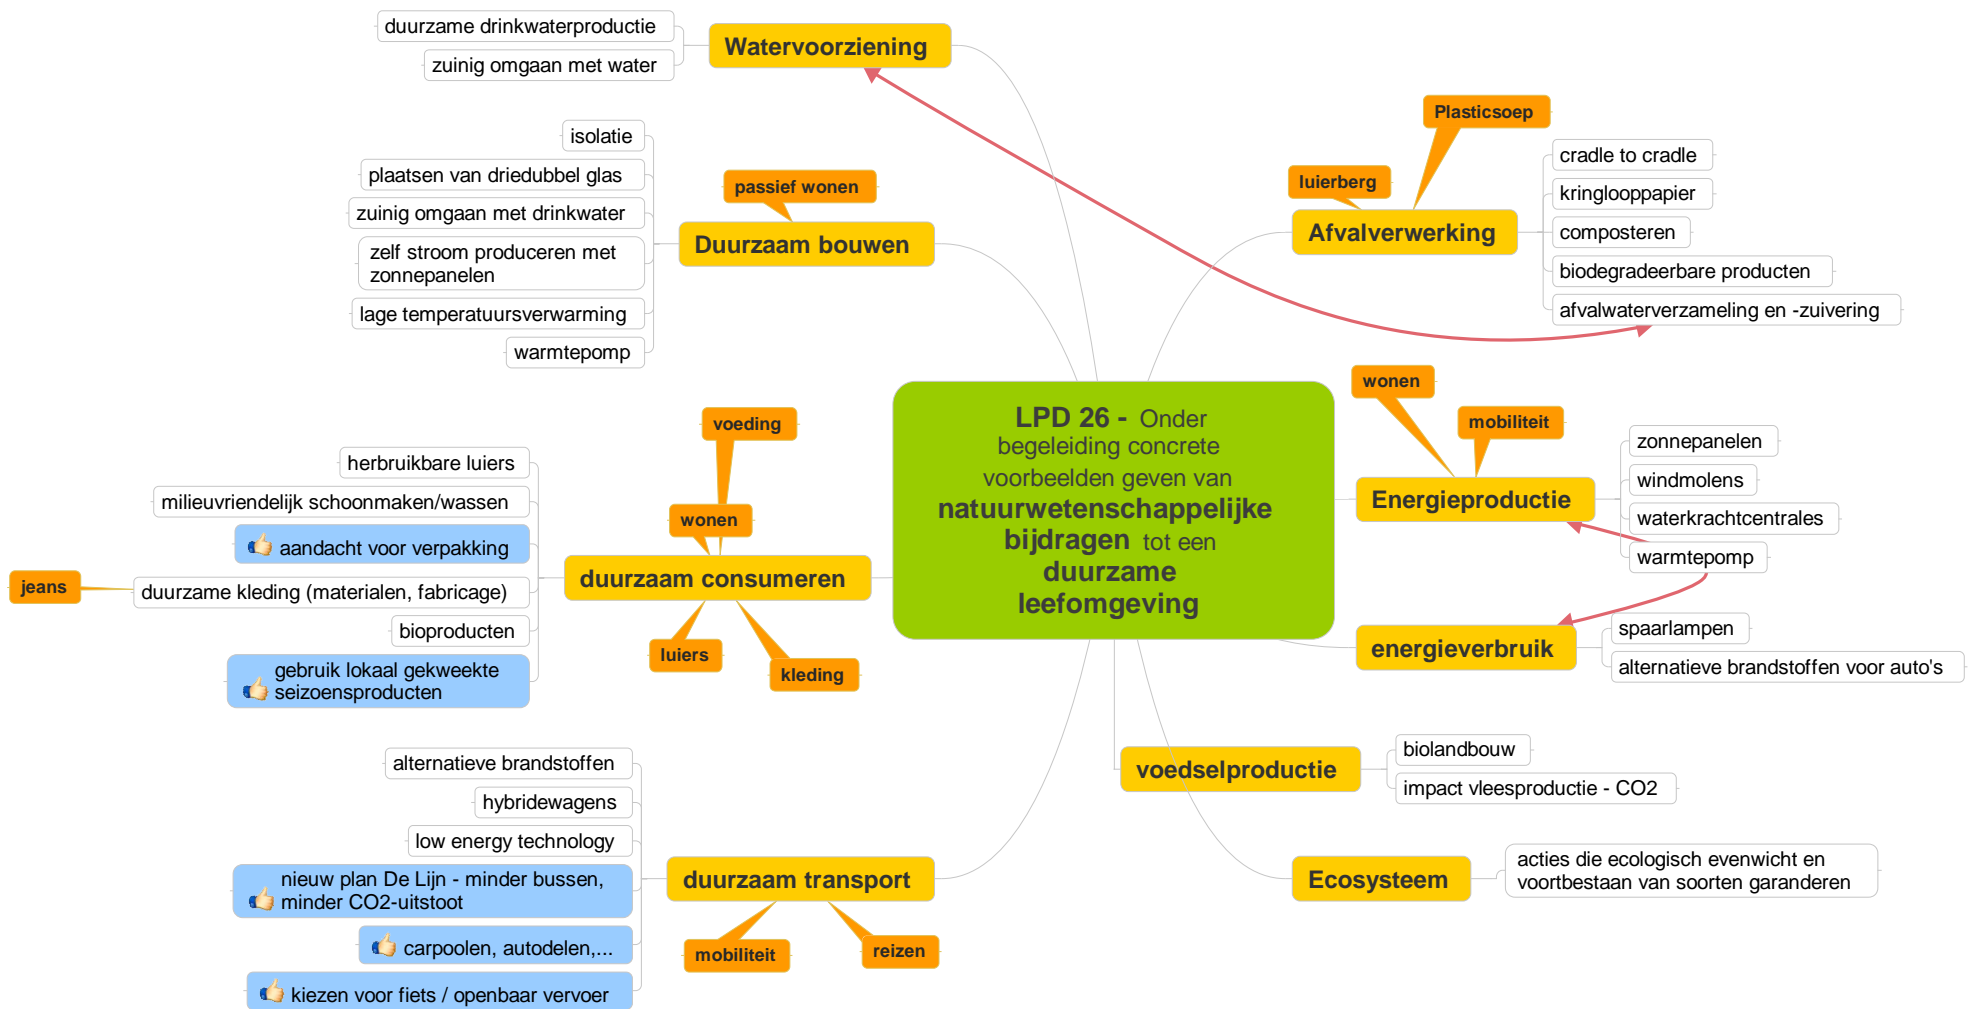 LPD 26 - Onder
begeleiding concrete
voorbeelden geven van
natuurwetenschappelijke
bijdragen tot een
duurzame
leefomgeving
Watervoorziening
duurzame drinkwaterproductie
zuinig omgaan met water
Duurzaam bouwen
passief wonen
isolatie
plaatsen van driedubbel glas
zuinig omgaan met drinkwater
zelf stroom produceren met
zonnepanelen
lage temperatuursverwarming
warmtepomp
duurzaam consumeren
voeding
wonen
luiers
kleding
herbruikbare luiers
milieuvriendelijk schoonmaken/wassen
aandacht voor verpakking
duurzame kleding (materialen, fabricage)
jeans
bioproducten
gebruik lokaal gekweekte
seizoensproducten
duurzaam transport
mobiliteit
reizen
alternatieve brandstoffen
hybridewagens
low energy technology
nieuw plan De Lijn - minder bussen,
minder CO2-uitstoot
carpoolen, autodelen,...
kiezen voor fiets / openbaar vervoer
Afvalverwerking
Plasticsoep
luierberg
cradle to cradle
kringlooppapier
composteren
biodegradeerbare producten
afvalwaterverzameling en -zuivering
Energieproductie
wonen
mobiliteit
zonnepanelen
windmolens
waterkrachtcentrales
warmtepomp
energieverbruik
spaarlampen
alternatieve brandstoffen voor auto's
voedselproductie
biolandbouw
impact vleesproductie - CO2
Ecosysteem
acties die ecologisch evenwicht en
voortbestaan van soorten garanderen